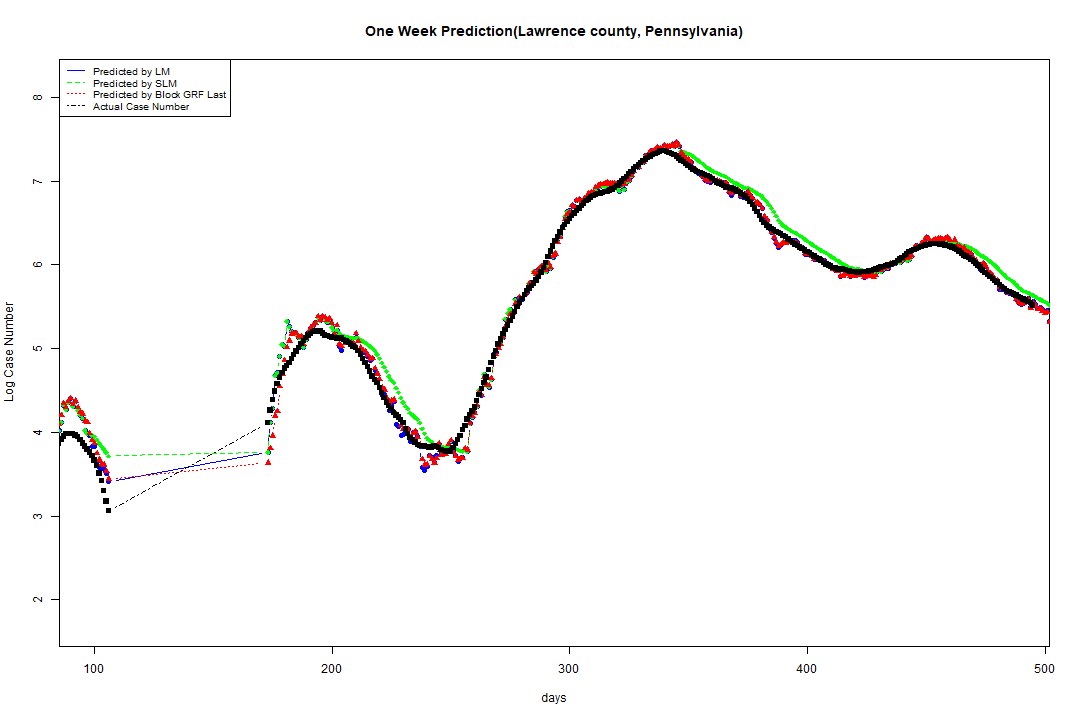 One Week Prediction(Lawrence county, Pennsylvania)
Predicted by LM
Predicted by SLM
Predicted by Block GRF Last
Actual Case Number
8
7
6
5
4
3
2
Log Case Number
100 200 300 400 500
days